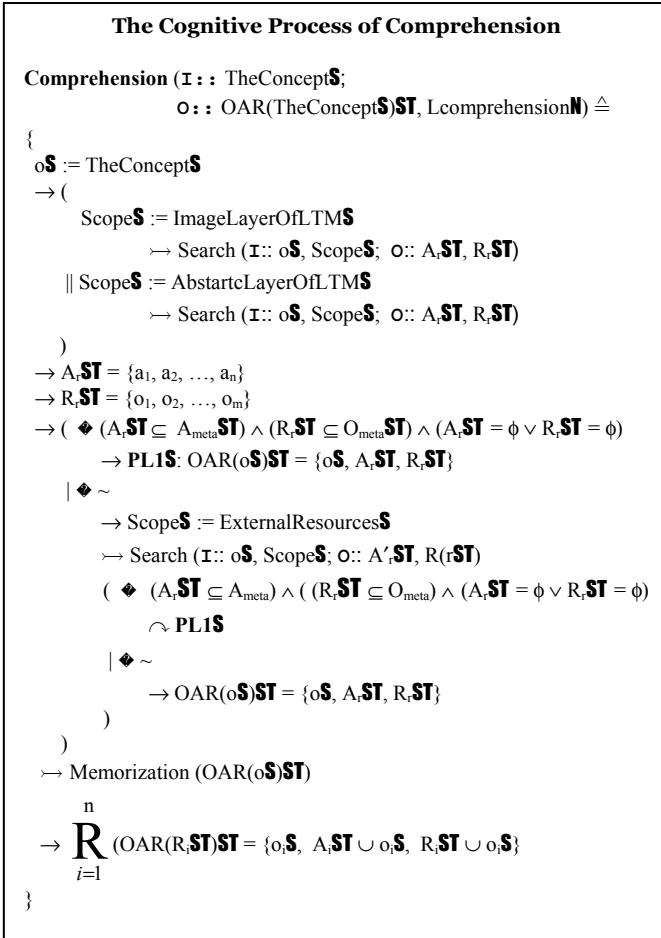 The Cognitive Process of Comprehension
Comprehension (I:: TheConceptS;
O:: OAR(TheConceptS)ST, LcomprehensionN) ≙
{
oS := TheConceptS
→ (
ScopeS := ImageLayerOfLTMS
↣ Search (I:: oS, ScopeS; O:: AᵣST, RᵣST)
|| ScopeS := AbstartcLayerOfLTMS
↣ Search (I:: oS, ScopeS; O:: AᵣST, RᵣST)
)
→ AᵣST = {a₁, a₂, …, aₙ}
→ RᵣST = {o₁, o₂, …, oₘ}
→ ( � (AᵣST ⊆ A_metaST) ∧ (RᵣST ⊆ O_metaST) ∧ (AᵣST = ϕ ∨ RᵣST = ϕ)
→ PL1S: OAR(oS)ST = {oS, AᵣST, RᵣST}
| � ~
→ ScopeS := ExternalResourcesS
↣ Search (I:: oS, ScopeS; O:: A′ᵣST, R(rST)
( � (AᵣST ⊆ A_meta) ∧ ( (RᵣST ⊆ O_meta) ∧ (AᵣST = ϕ ∨ RᵣST = ϕ)
↷ PL1S
| � ~
→ OAR(oS)ST = {oS, AᵣST, RᵣST}
)
)
↣ Memorization (OAR(oS)ST)
n
→ R (OAR(RᵢST)ST = {oᵢS, AᵢST ∪ oᵢS, RᵢST ∪ oᵢS}
i=1
}